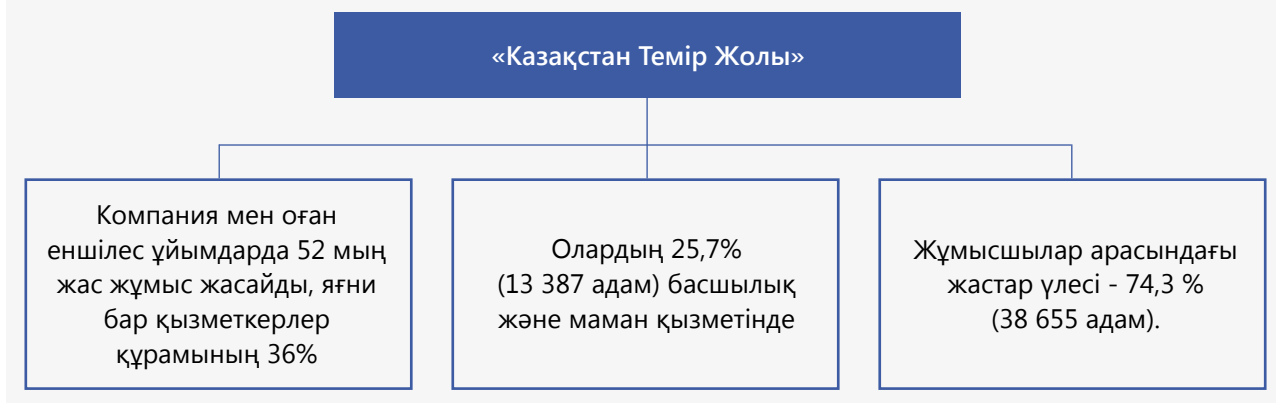 «Казақстан Темір Жолы»
Компания мен оған
еншілес ұйымдарда 52 мың
жас жұмыс жасайды, яғни
бар қызметкерлер
құрамының 36%
Олардың 25,7%
(13 387 адам) басшылық
және маман қызметінде
Жұмысшылар арасындағы
жастар үлесі - 74,3 %
(38 655 адам).